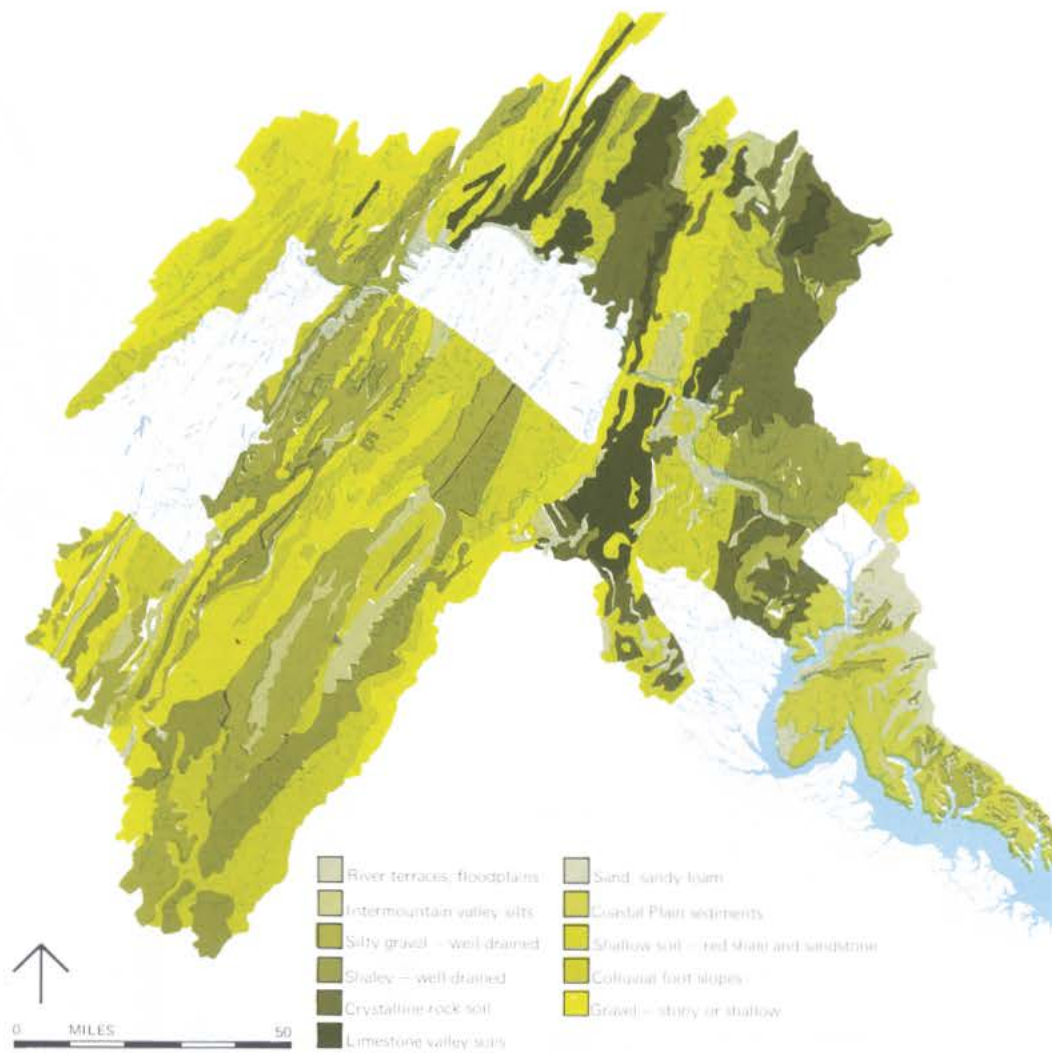 River terraces, floodplains
Intermountain valley silts
Silty gravel — well drained
Shaley — well drained
Crystalline rock soil
Limestone valley soils
Sand, sandy loam
Coastal Plain sediments
Shallow soil — red shale and sandstone
Colluvial foot slopes
Gravel — stony or shallow
0 MILES 50